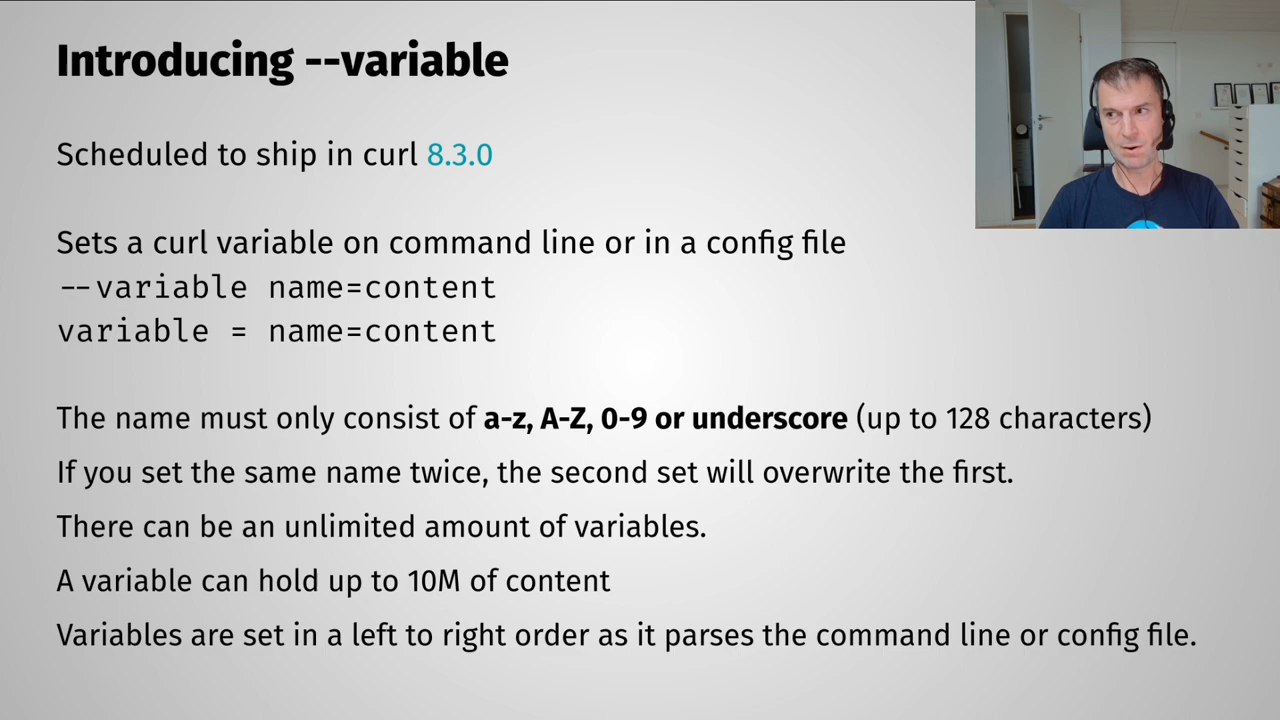 Introducing --variable
Scheduled to ship in curl 8.3.0
Sets a curl variable on command line or in a config file
--variable name=content
variable = name=content
The name must only consist of a-z, A-Z, 0-9 or underscore (up to 128 characters)
If you set the same name twice, the second set will overwrite the first.
There can be an unlimited amount of variables.
A variable can hold up to 10M of content
Variables are set in a left to right order as it parses the command line or config file.